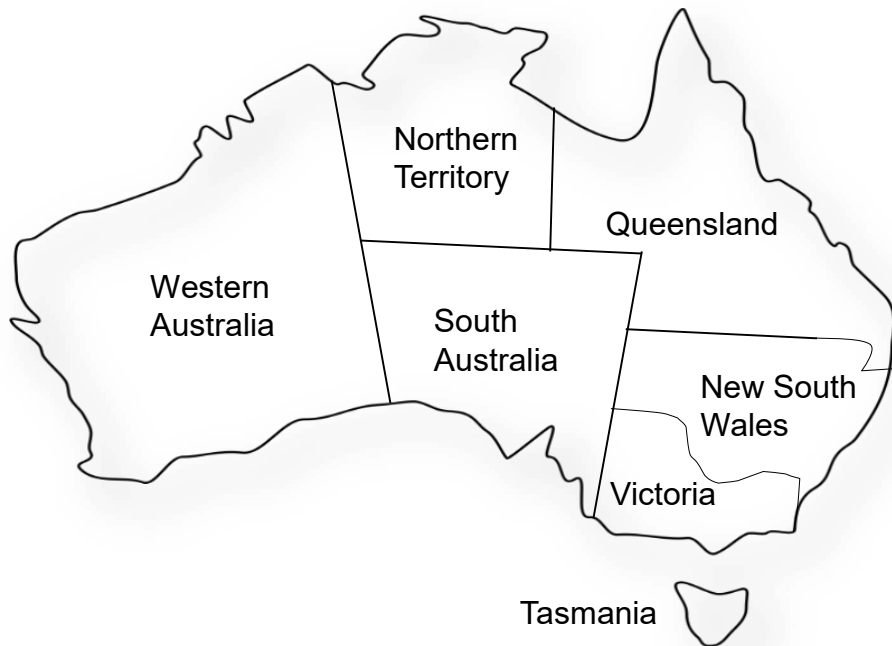 Northern
Territory
Queensland
Western
Australia
South
Australia
New South
Wales
Victoria
Tasmania